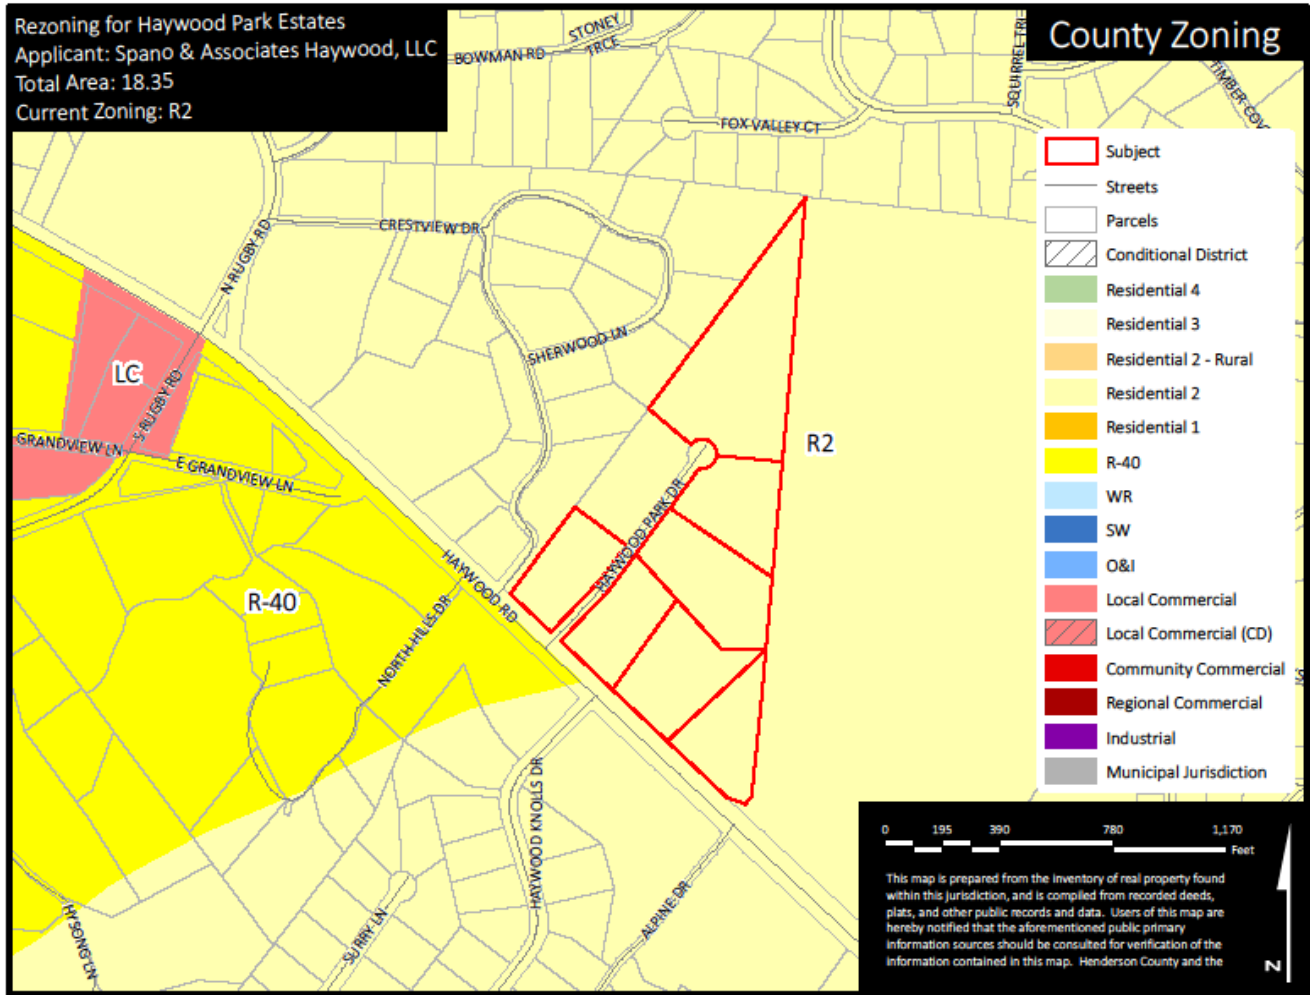 Rezoning for Haywood Park Estates
Applicant: Spano & Associates Haywood, LLC
Total Area: 18.35
Current Zoning: R2
County Zoning
STONEY
TRCE
BOWMAN RD
SQUIRREL TRL
FOX VALLEY CT
CRESTVIEW DR
N RUGBY RD
SHERWOOD LN
LC
S RUGBY RD
GRANDVIEW LN
E GRANDVIEW LN
R2
HAYWOOD PARK DR
HAYWOOD RD
R-40
NORTH HILLS DR
HAYWOOD KNOLLS DR
ALPINE DR
SURRY LN
HYSONG LN
Subject
Streets
Parcels
Conditional District
Residential 4
Residential 3
Residential 2 - Rural
Residential 2
Residential 1
R-40
WR
SW
O&I
Local Commercial
Local Commercial (CD)
Community Commercial
Regional Commercial
Industrial
Municipal Jurisdiction
0 195 390 780 1,170
Feet
This map is prepared from the inventory of real property found
within this jurisdiction, and is compiled from recorded deeds,
plats, and other public records and data. Users of this map are
hereby notified that the aforementioned public primary
information sources should be consulted for verification of the
information contained in this map. Henderson County and the
N